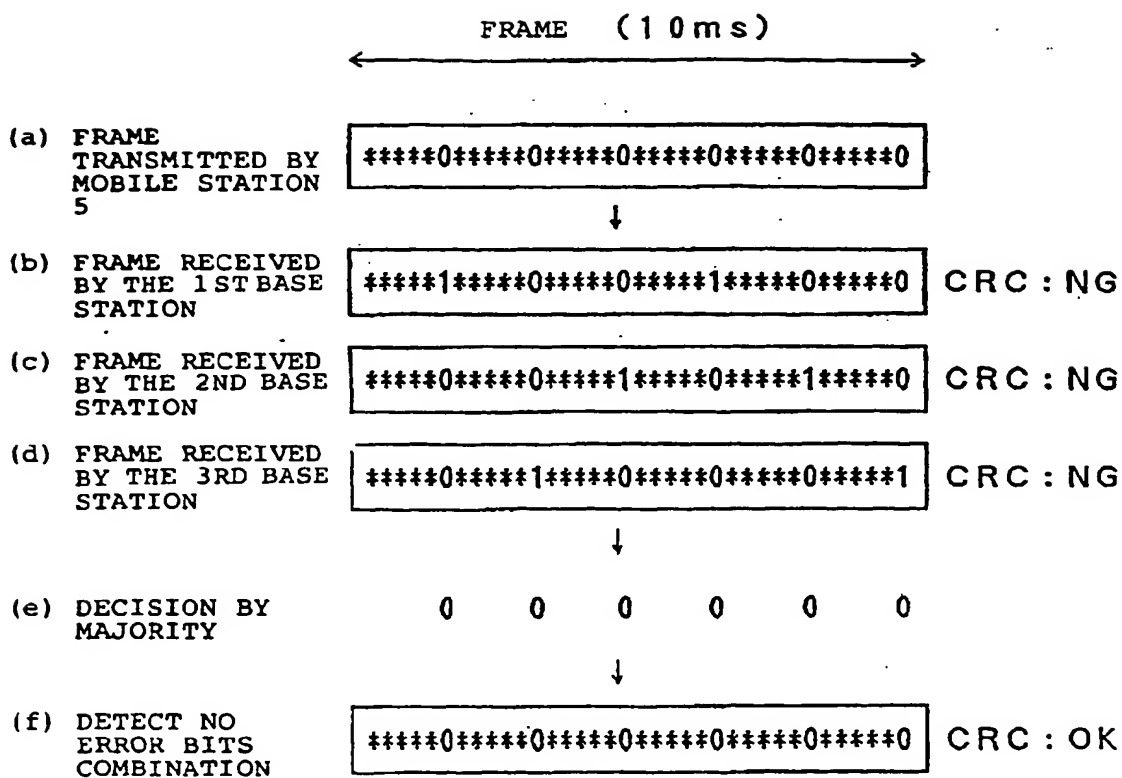 FRAME (10ms)
(a) FRAME
TRANSMITTED BY
MOBILE STATION
5
*****0*****0*****0*****0*****0*****0
(b) FRAME RECEIVED
BY THE 1ST BASE
STATION
*****1*****0*****0*****1*****0*****0
CRC:NG
(c) FRAME RECEIVED
BY THE 2ND BASE
STATION
*****0*****0*****1*****0*****1*****0
CRC:NG
(d) FRAME RECEIVED
BY THE 3RD BASE
STATION
*****0*****1*****0*****0*****0*****1
CRC:NG
(e) DECISION BY
MAJORITY
0 0 0 0 0 0
(f) DETECT NO
ERROR BITS
COMBINATION
*****0*****0*****0*****0*****0*****0
CRC:OK